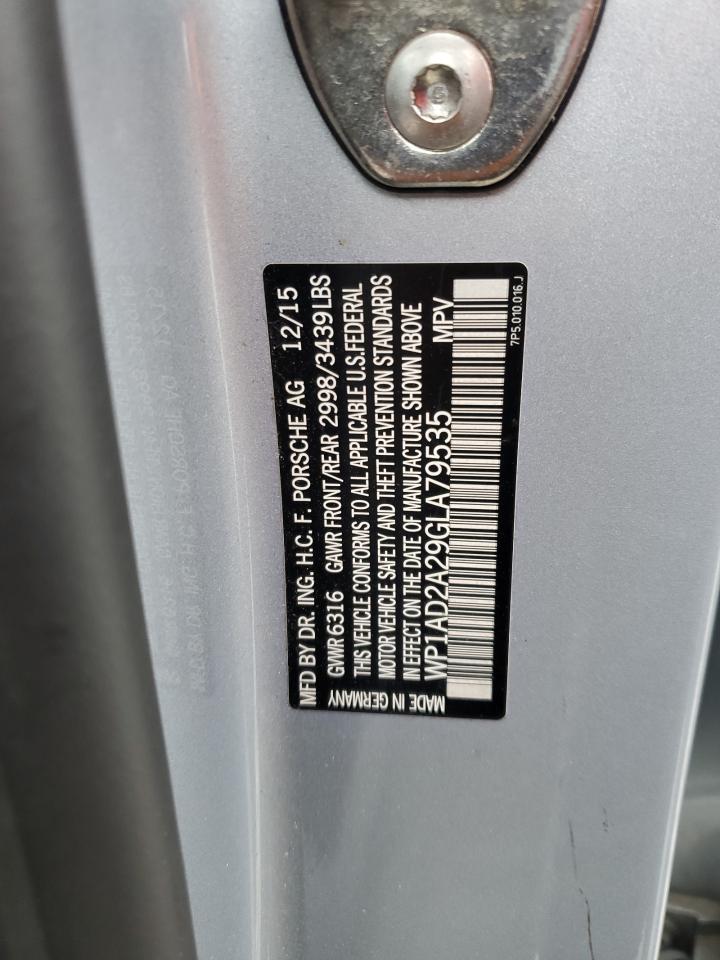 MFD BY DR. ING. H.C. F. PORSCHE AG 12/15
GVWR 6316 GAWR FRONT/REAR 2998/3439 LBS
THIS VEHICLE CONFORMS TO ALL APPLICABLE U.S.FEDERAL
MOTOR VEHICLE SAFETY AND THEFT PREVENTION STANDARDS
IN EFFECT ON THE DATE OF MANUFACTURE SHOWN ABOVE
WP1AD2A29GLA79535 MPV
MADE IN GERMANY
7P5.010.016.J